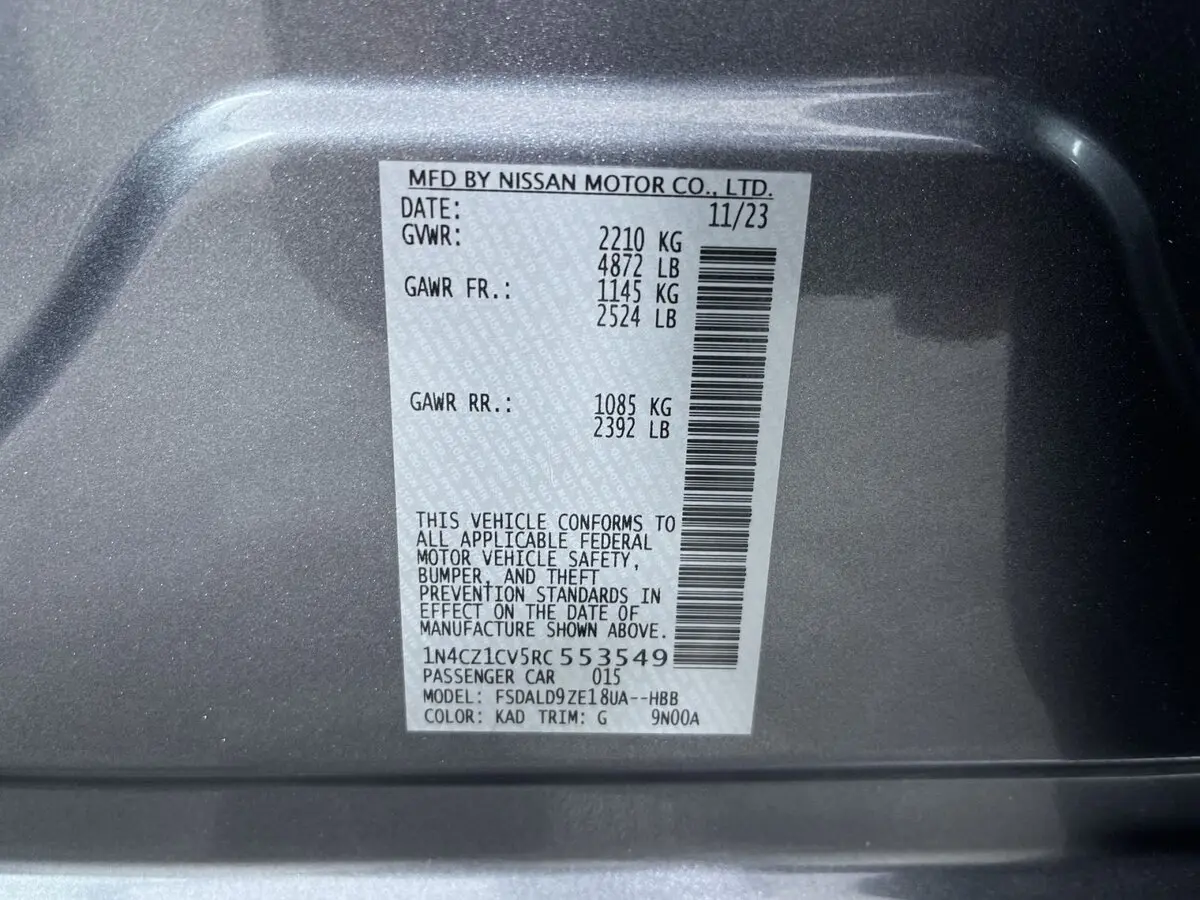 MFD BY NISSAN MOTOR CO., LTD.
DATE: 11/23
GVWR: 2210 KG
4872 LB
GAWR FR.: 1145 KG
2524 LB
GAWR RR.: 1085 KG
2392 LB
THIS VEHICLE CONFORMS TO
ALL APPLICABLE FEDERAL
MOTOR VEHICLE SAFETY,
BUMPER, AND THEFT
PREVENTION STANDARDS IN
EFFECT ON THE DATE OF
MANUFACTURE SHOWN ABOVE.
1N4CZ1CV5RC553549
PASSENGER CAR 015
MODEL: FSDALD9ZE18UA--HBB
COLOR: KAD TRIM: G 9N00A